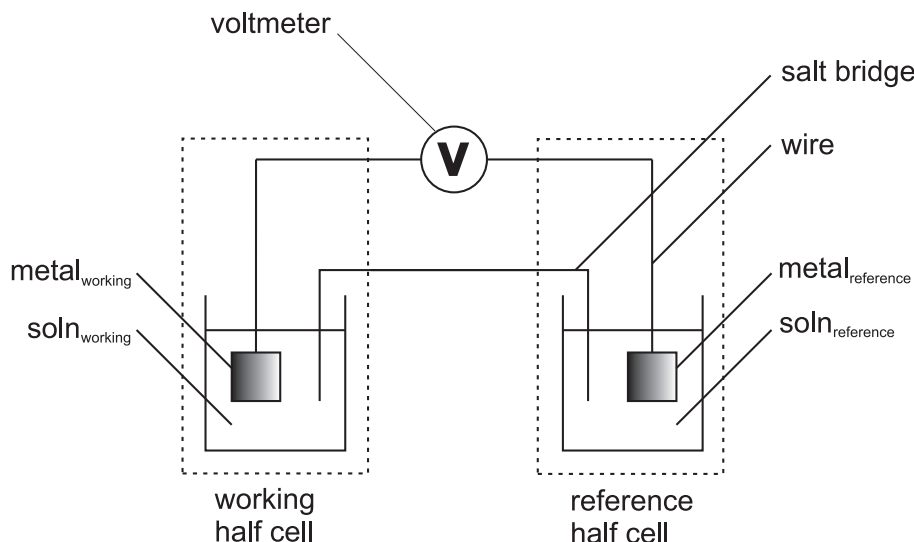 voltmeter
salt bridge
wire
V
metalworking
metalreference
solnworking
solnreference
working
half cell
reference
half cell